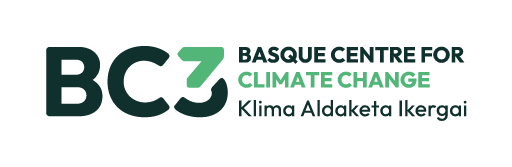 BC3
BASQUE CENTRE FOR
CLIMATE CHANGE
Klima Aldaketa Ikergai